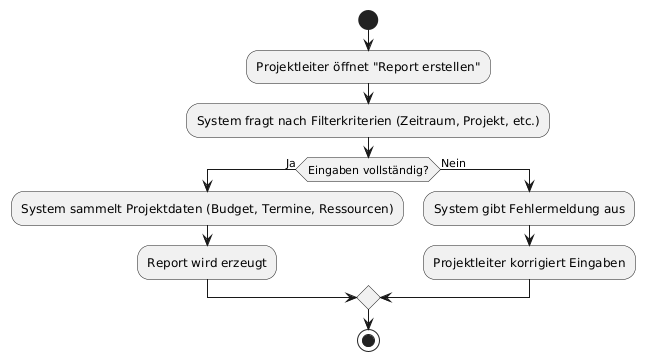 Projektleiter öffnet "Report erstellen"
System fragt nach Filterkriterien (Zeitraum, Projekt, etc.)
Ja
Eingaben vollständig?
Nein
System sammelt Projektdaten (Budget, Termine, Ressourcen)
System gibt Fehlermeldung aus
Report wird erzeugt
Projektleiter korrigiert Eingaben